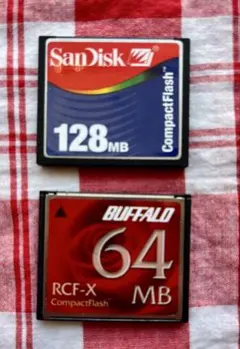 SanDisk
CompactFlash
128MB
BUFFALO
64
RCF-X
MB
CompactFlash